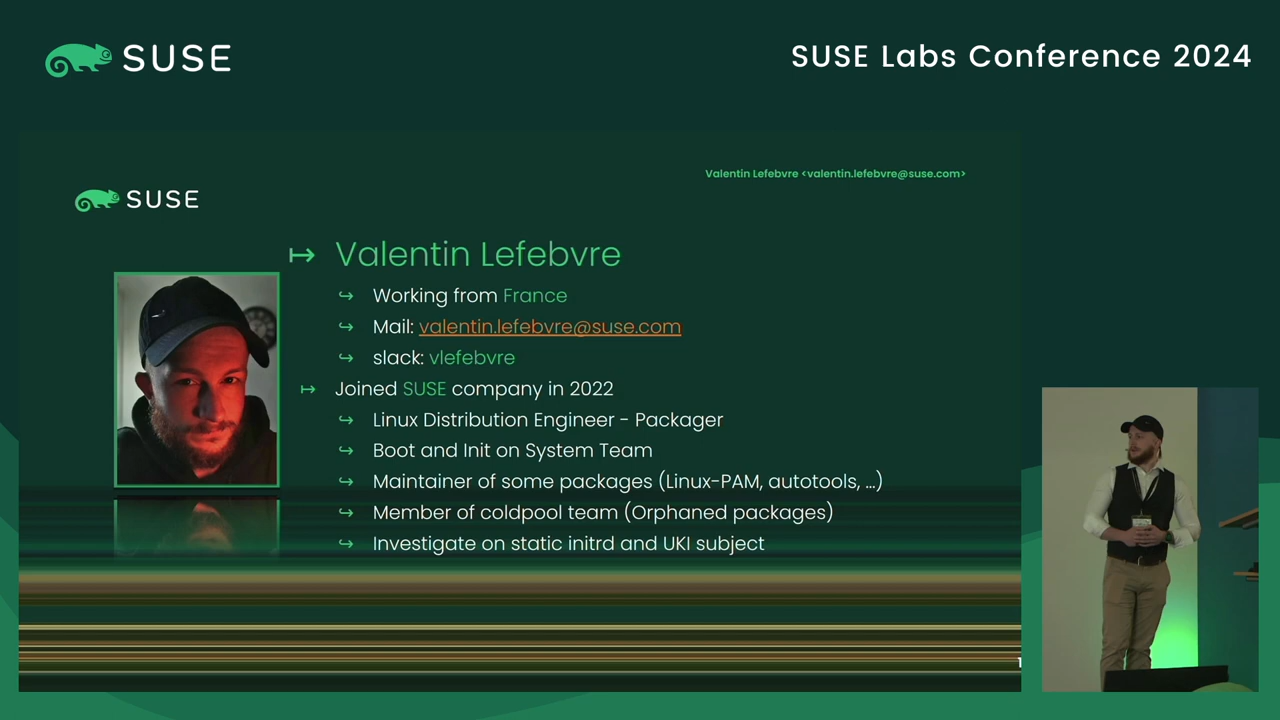 SUSE
SUSE Labs Conference 2024
Valentin Lefebvre <valentin.lefebvre@suse.com>
SUSE
↦ Valentin Lefebvre
↪ Working from France
↪ Mail: valentin.lefebvre@suse.com
↪ slack: vlefebvre
↦ Joined SUSE company in 2022
↪ Linux Distribution Engineer - Packager
↪ Boot and Init on System Team
↪ Maintainer of some packages (Linux-PAM, autotools, ...)
↪ Member of coldpool team (Orphaned packages)
↪ Investigate on static initrd and UKI subject